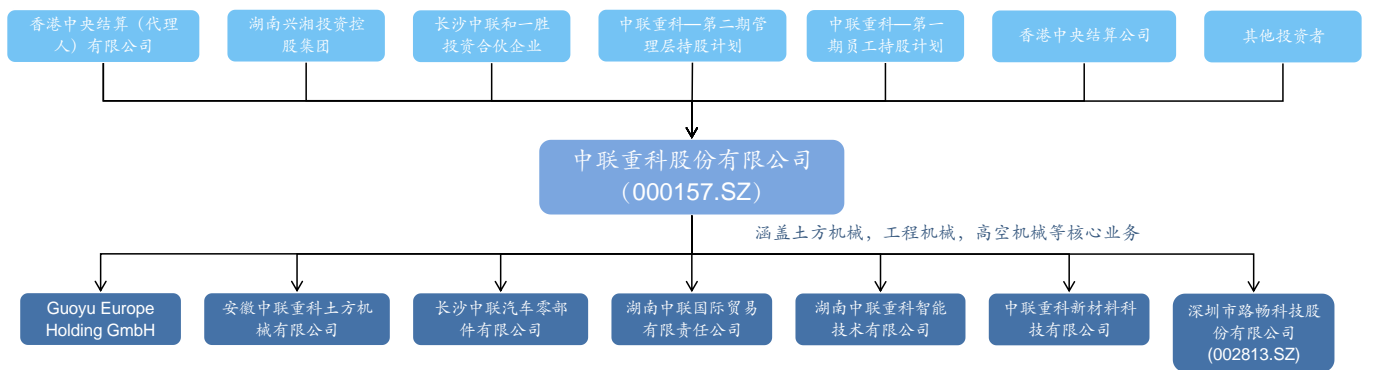 香港中央结算（代理
人）有限公司
湖南兴湘投资控
股集团
长沙中联和一胜
投资合伙企业
中联重科—第二期管
理层持股计划
中联重科—第一
期员工持股计划
香港中央结算公司
其他投资者
中联重科股份有限公司
（000157.SZ）
涵盖土方机械，工程机械，高空机械等核心业务
Guoyu Europe
Holding GmbH
安徽中联重科土方机
械有限公司
长沙中联汽车零部
件有限公司
湖南中联国际贸易
有限责任公司
湖南中联重科智能
技术有限公司
中联重科新材料科
技有限公司
深圳市路畅科技股
份有限公司
(002813.SZ)